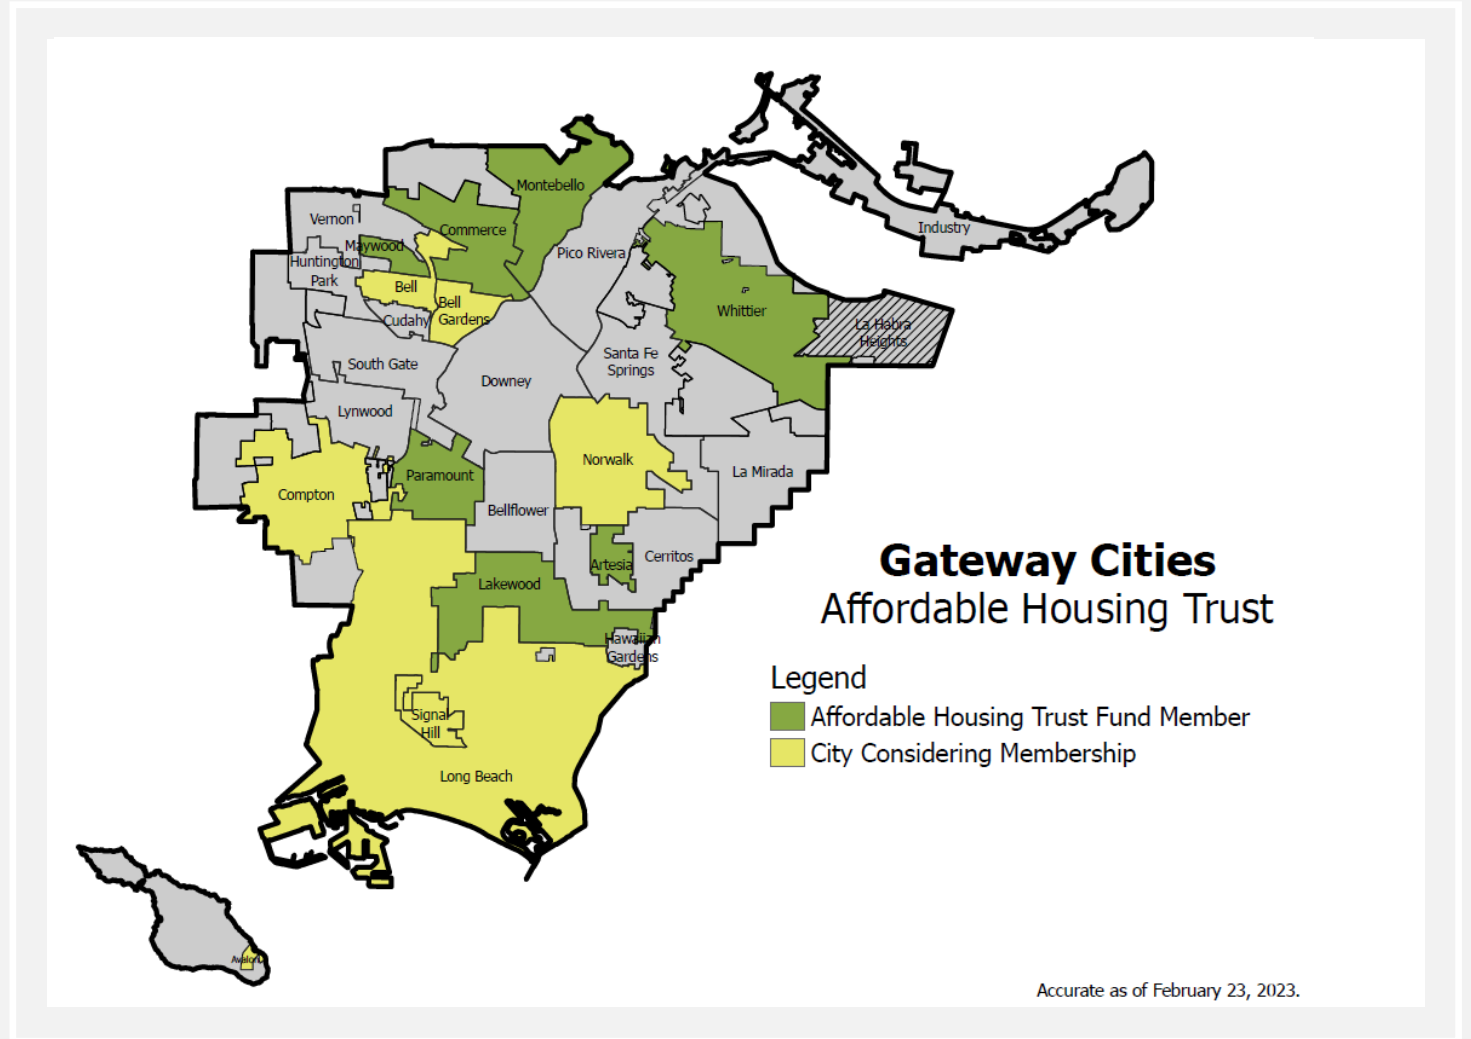 Montebello
Vernon
Commerce
Maywood
Industry
Pico Rivera
Huntington
Park
Bell
Bell
Gardens
Whittier
Cudahy
La Habra
Heights
South Gate
Santa Fe
Springs
Downey
Lynwood
Norwalk
La Mirada
Paramount
Compton
Bellflower
Cerritos
Artesia
Lakewood
Hawaiian
Gardens
Signal
Hill
Long Beach
Avalon
Gateway Cities
Affordable Housing Trust
Legend
Affordable Housing Trust Fund Member
City Considering Membership
Accurate as of February 23, 2023.